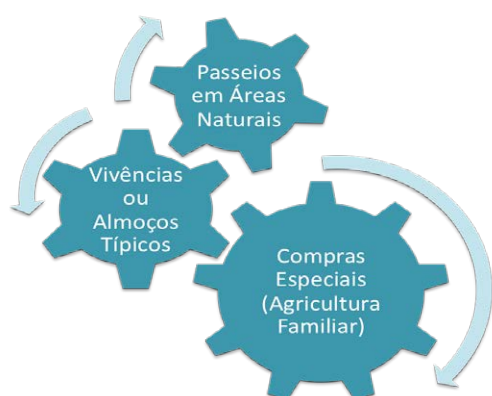 Passeios
em Áreas
Naturais
Vivências
ou
Almoços
Típicos
Compras
Especiais
(Agricultura
Familiar)